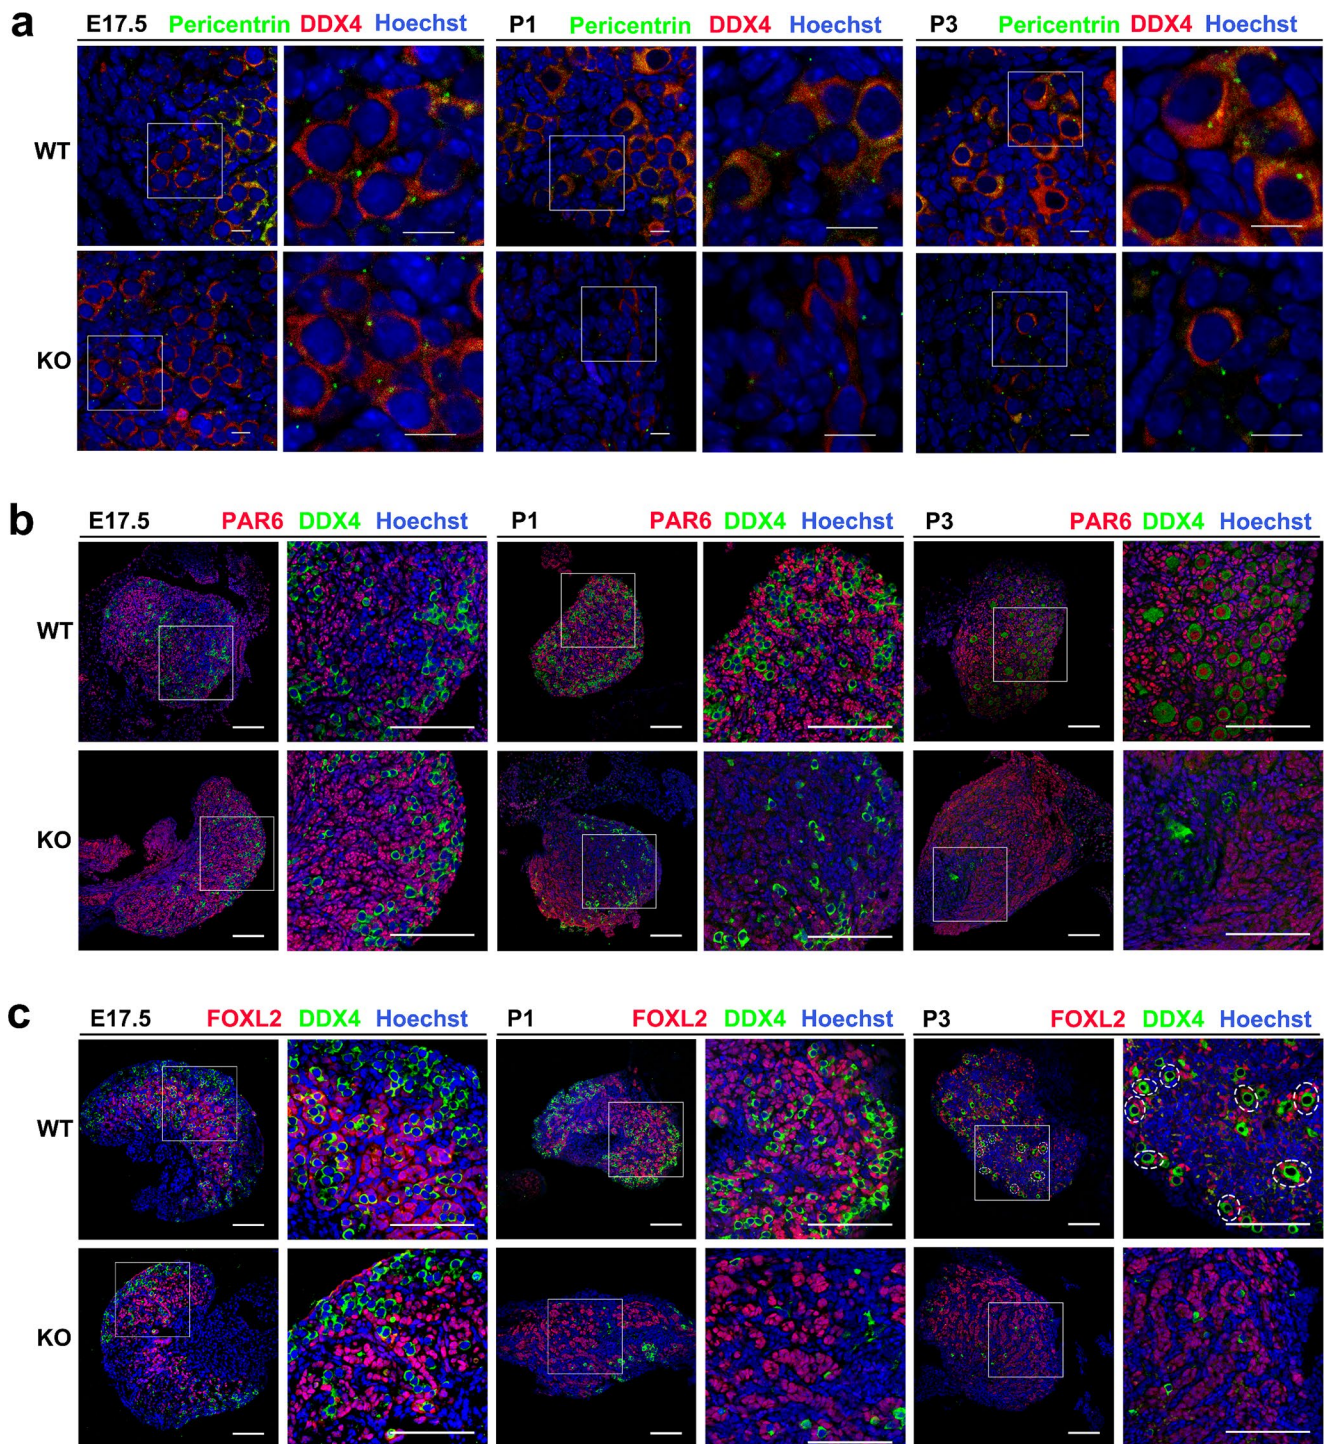 a E17.5 Pericentrin DDX4 Hoechst P1 Pericentrin DDX4 Hoechst P3 Pericentrin DDX4 Hoechst
WT
KO
b E17.5 PAR6 DDX4 Hoechst P1 PAR6 DDX4 Hoechst P3 PAR6 DDX4 Hoechst
WT
KO
c E17.5 FOXL2 DDX4 Hoechst P1 FOXL2 DDX4 Hoechst P3 FOXL2 DDX4 Hoechst
WT
KO